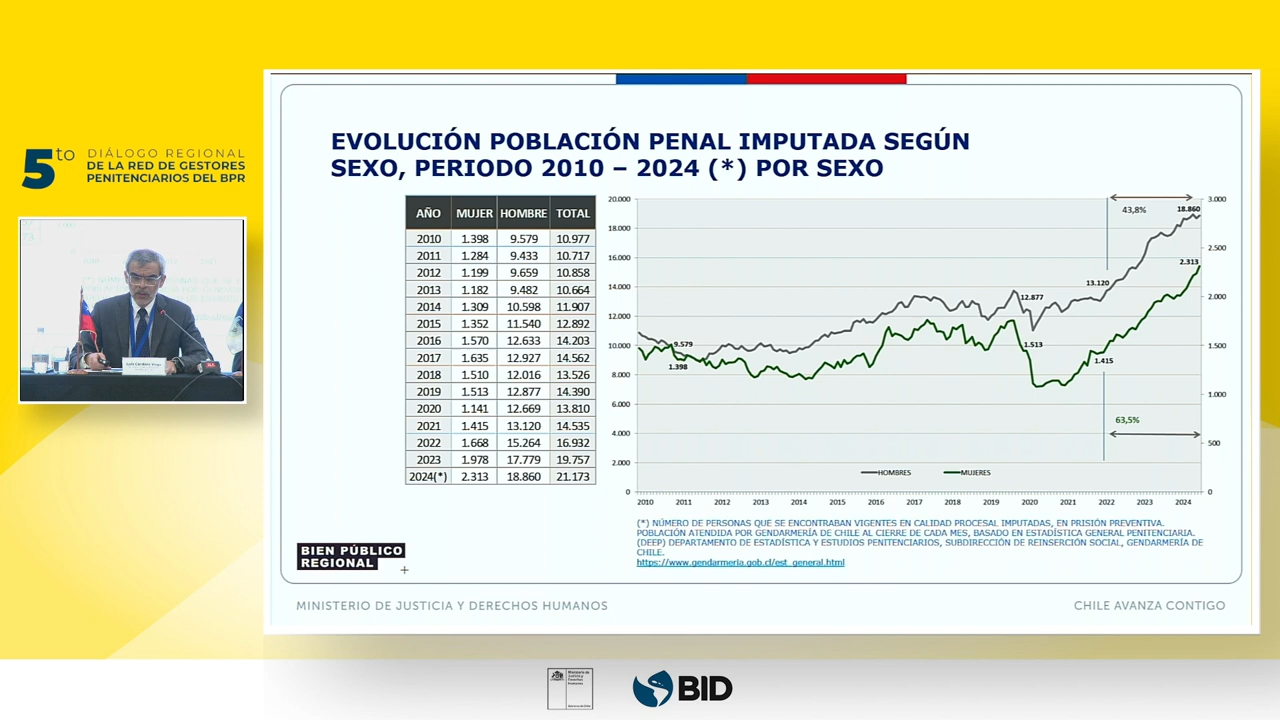 5to
DIÁLOGO REGIONAL
DE LA RED DE GESTORES
PENITENCIARIOS DEL BPR
EVOLUCIÓN POBLACIÓN PENAL IMPUTADA SEGÚN
SEXO, PERIODO 2010 – 2024 (*) POR SEXO
AÑO MUJER HOMBRE TOTAL
2010 1.398 9.579 10.977
2011 1.284 9.433 10.717
2012 1.199 9.659 10.858
2013 1.182 9.482 10.664
2014 1.309 10.598 11.907
2015 1.352 11.540 12.892
2016 1.570 12.633 14.203
2017 1.635 12.927 14.562
2018 1.510 12.016 13.526
2019 1.513 12.877 14.390
2020 1.141 12.669 13.810
2021 1.415 13.120 14.535
2022 1.668 15.264 16.932
2023 1.978 17.779 19.757
2024(*) 2.313 18.860 21.173
20.000
18.000
16.000
14.000
12.000
10.000
8.000
6.000
4.000
2.000
0
3.000
2.500
2.000
1.500
1.000
500
0
43,8%
18.860
2.313
13.120
12.877
9.579
1.398
1.513
1.415
63,5%
HOMBRES MUJERES
2010 2011 2012 2013 2014 2015 2016 2017 2018 2019 2020 2021 2022 2023 2024
(*) NÚMERO DE PERSONAS QUE SE ENCONTRABAN VIGENTES EN CALIDAD PROCESAL IMPUTADAS, EN PRISIÓN PREVENTIVA.
POBLACIÓN ATENDIDA POR GENDARMERÍA DE CHILE AL CIERRE DE CADA MES, BASADO EN ESTADÍSTICA GENERAL PENITENCIARIA.
(DEEP) DEPARTAMENTO DE ESTADÍSTICA Y ESTUDIOS PENITENCIARIOS, SUBDIRECCIÓN DE REINSERCIÓN SOCIAL, GENDARMERÍA DE
CHILE.
https://www.gendarmeria.gob.cl/est_general.html
BIEN PÚBLICO
REGIONAL
MINISTERIO DE JUSTICIA Y DERECHOS HUMANOS
CHILE AVANZA CONTIGO
BID